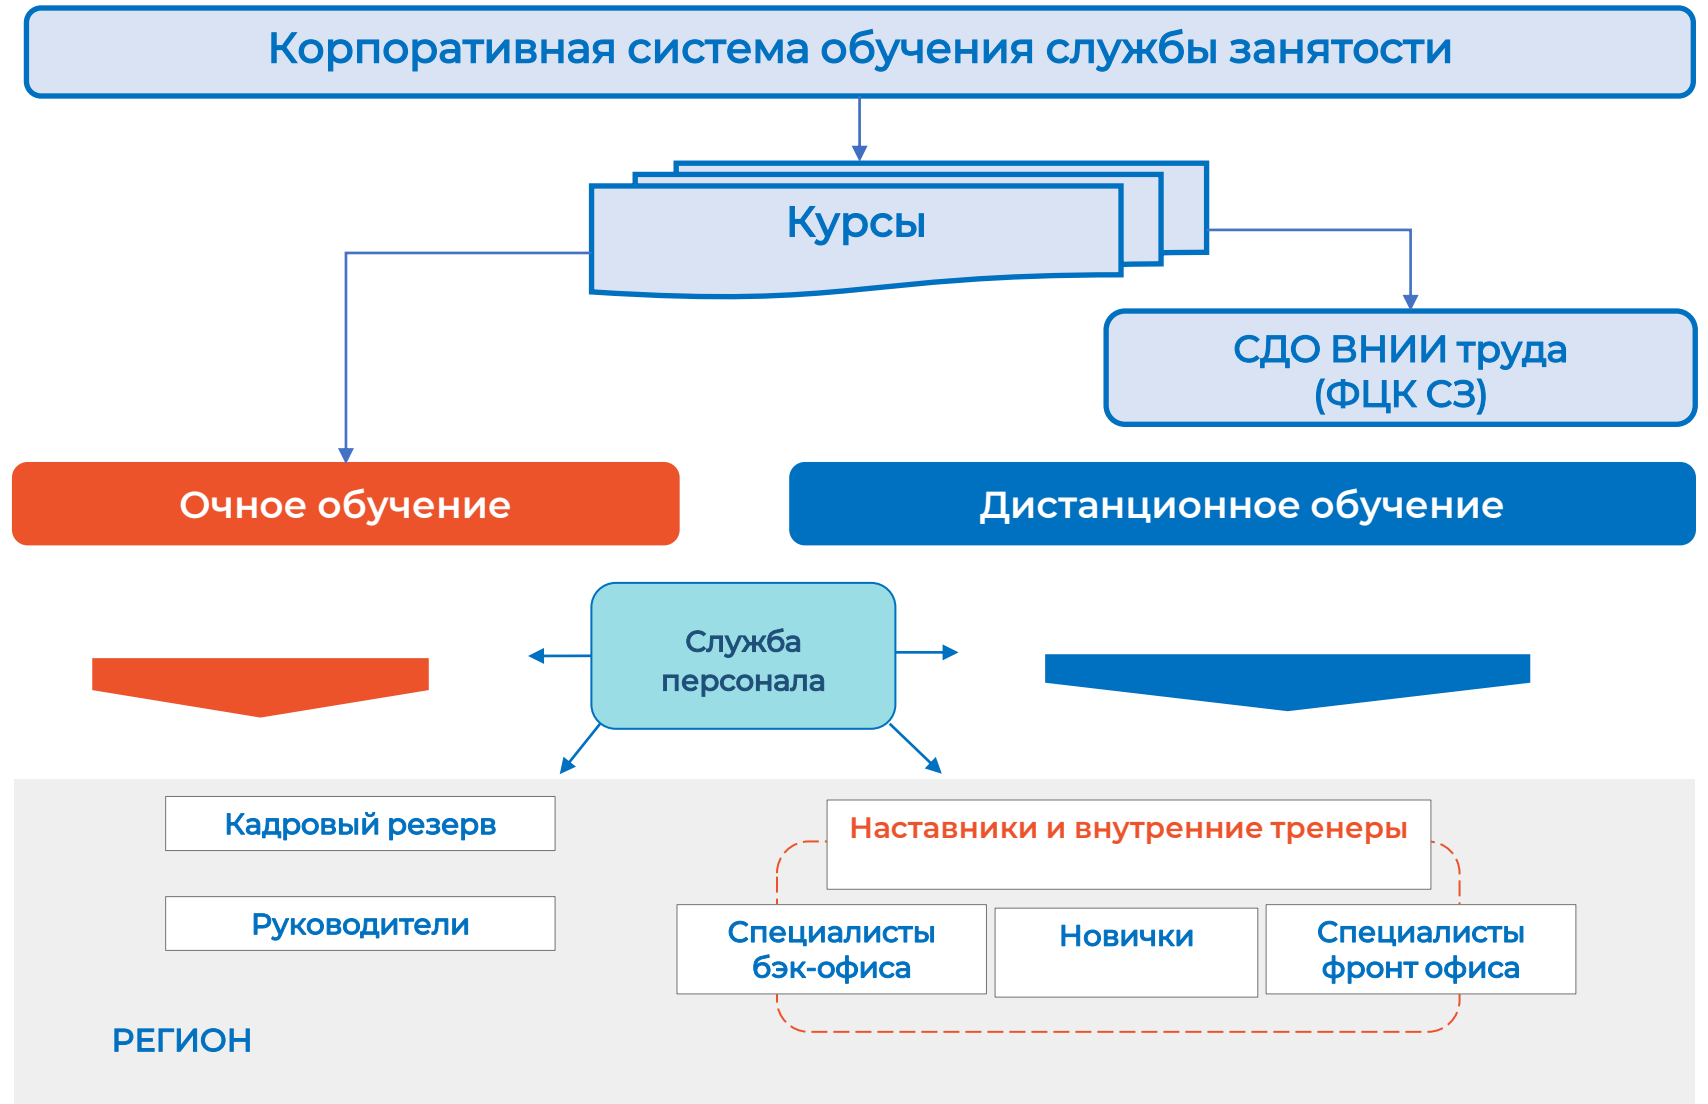 Корпоративная система обучения службы занятости
Курсы
СДО ВНИИ труда
(ФЦК СЗ)
Очное обучение
Дистанционное обучение
Служба
персонала
Кадровый резерв
Наставники и внутренние тренеры
Руководители
Специалисты
бэк-офиса
Новички
Специалисты
фронт офиса
РЕГИОН